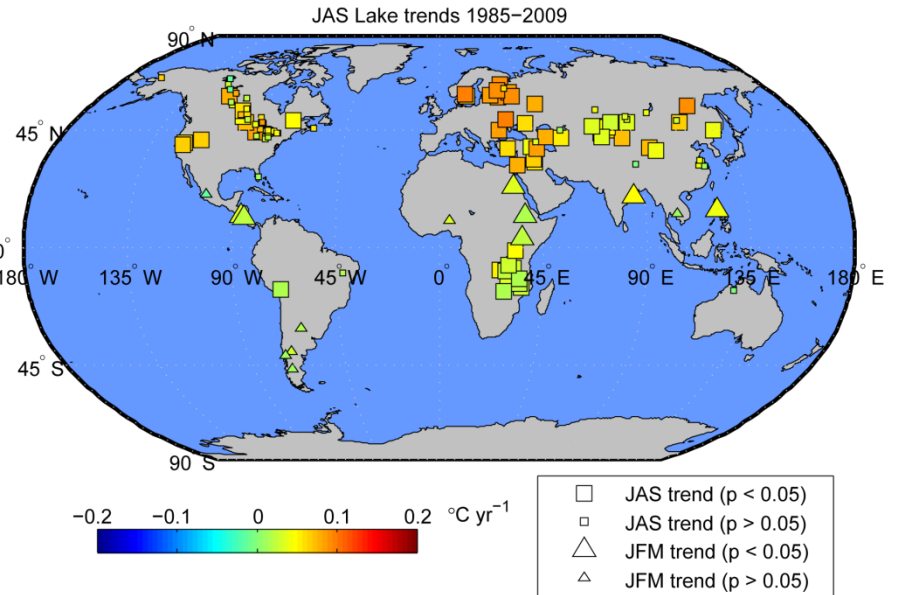 JAS Lake trends 1985−2009
90° N
45° N
0°
180° W 135° W 90° W 45° W 0° 45° E 90° E 135° E 180° E
45° S
90° S
−0.2 −0.1 0 0.1 0.2 °C yr−1
JAS trend (p < 0.05)
JAS trend (p > 0.05)
JFM trend (p < 0.05)
JFM trend (p > 0.05)